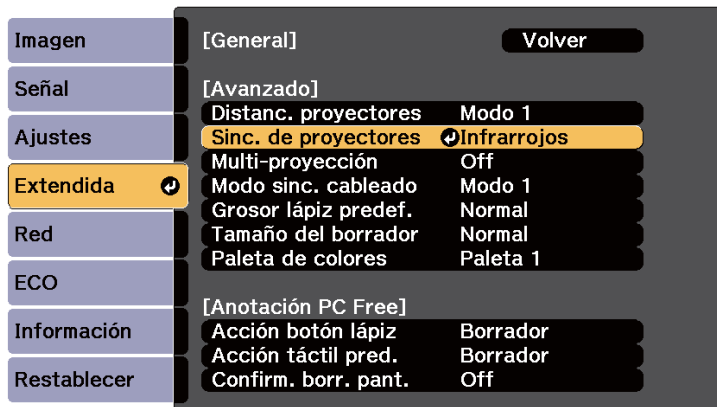 Imagen
Señal
Ajustes
Extendida
Red
ECO
Información
Restablecer
[General]
Volver
[Avanzado]
Distanc. proyectores Modo 1
Sinc. de proyectores Infrarrojos
Multi-proyección Off
Modo sinc. cableado Modo 1
Grosor lápiz predef. Normal
Tamaño del borrador Normal
Paleta de colores Paleta 1
[Anotación PC Free]
Acción botón lápiz Borrador
Acción táctil pred. Borrador
Confirm. borr. pant. Off